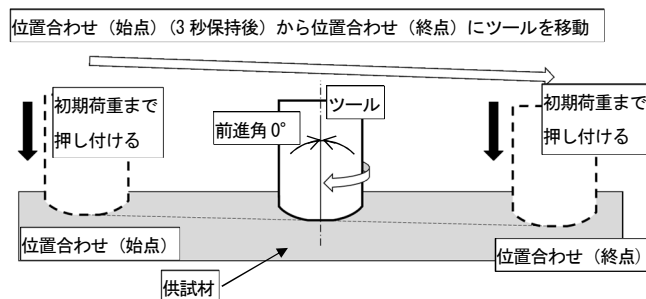 位置合わせ（始点）（3 秒保持後）から位置合わせ（終点）にツールを移動
初期荷重まで
押し付ける
ツール
前進角 0°
初期荷重まで
押し付ける
位置合わせ（始点）
位置合わせ（終点）
供試材